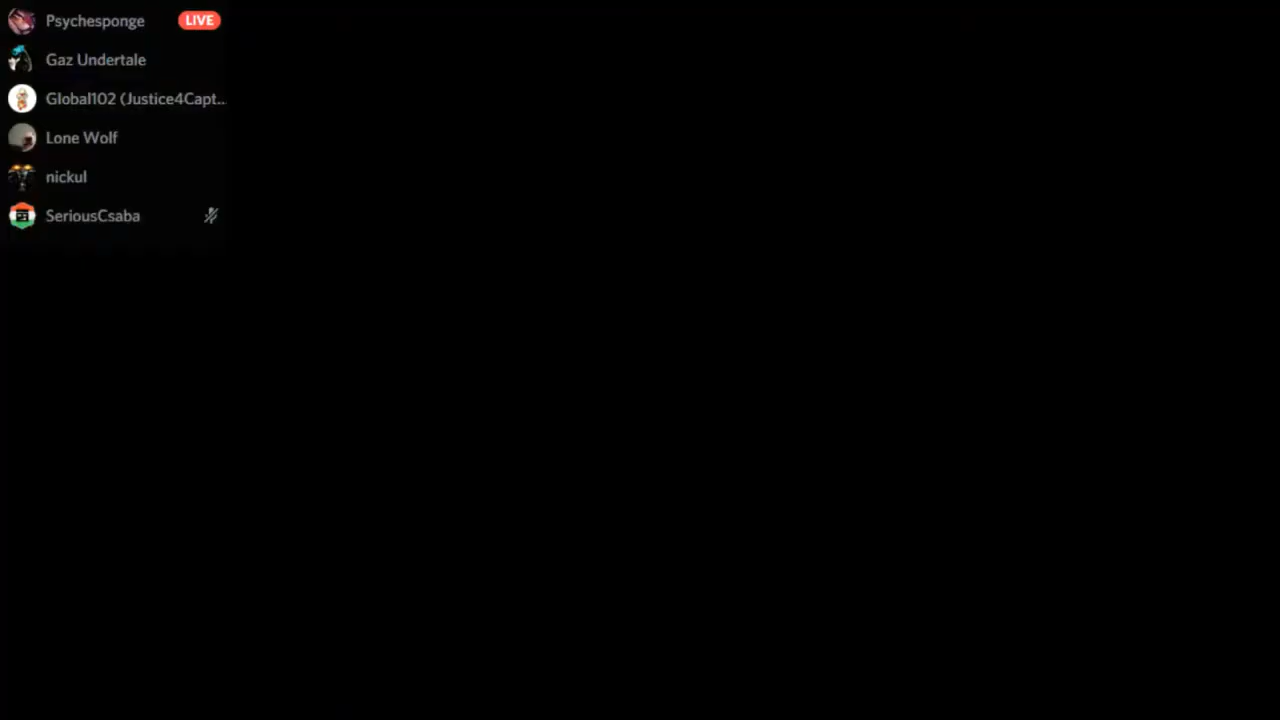 Psychesponge LIVE
Gaz Undertale
Global102 (Justice4Capt...
Lone Wolf
nickul
SeriousCsaba